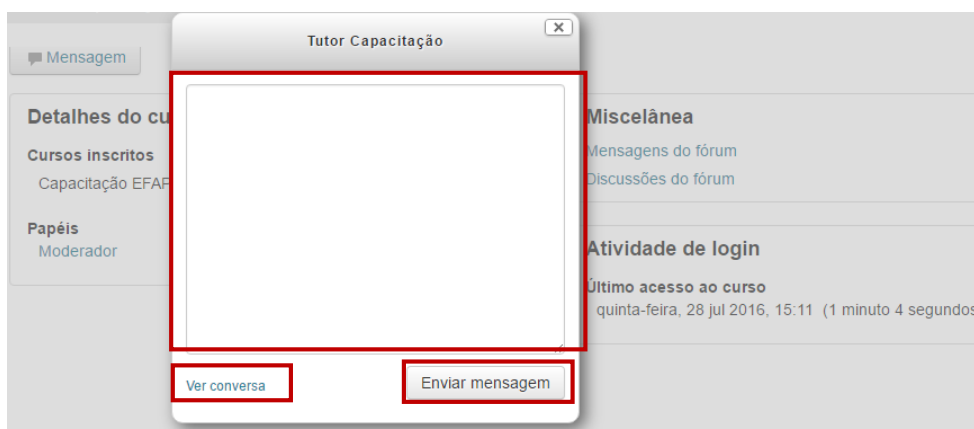 Tutor Capacitação
Mensagem
Detalhes do cu
Cursos inscritos
Capacitação EFAP
Papéis
Moderador
Ver conversa
Enviar mensagem
Miscelânea
Mensagens do fórum
Discussões do fórum
Atividade de login
Último acesso ao curso
quinta-feira, 28 jul 2016, 15:11 (1 minuto 4 segundos